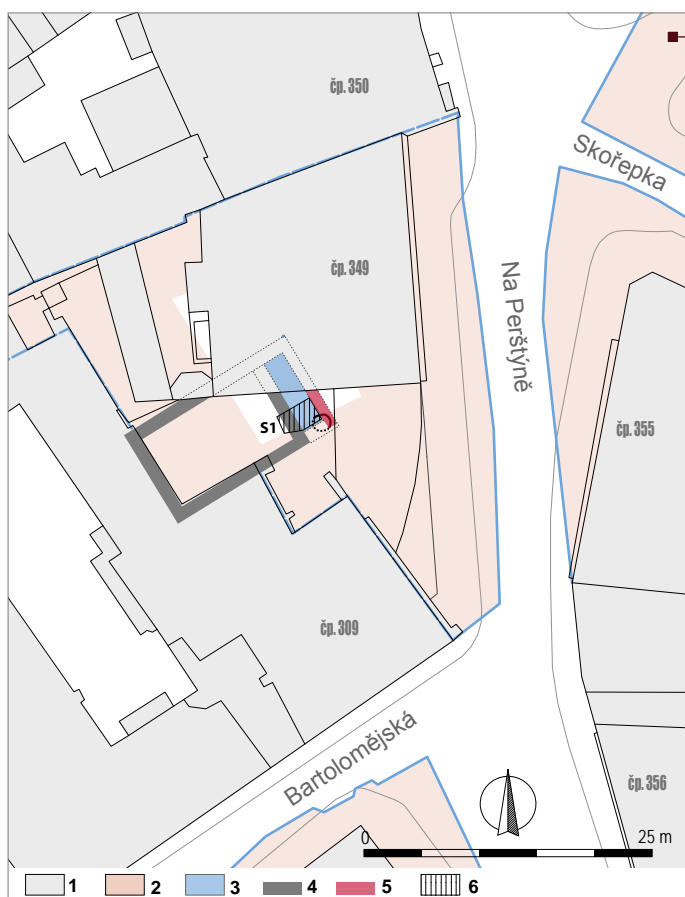 čp. 350
Skořepka
čp. 349
Na Perštýně
S1
čp. 355
čp. 309
Bartolomějská
čp. 356
0
25 m
1
2
3
4
5
6